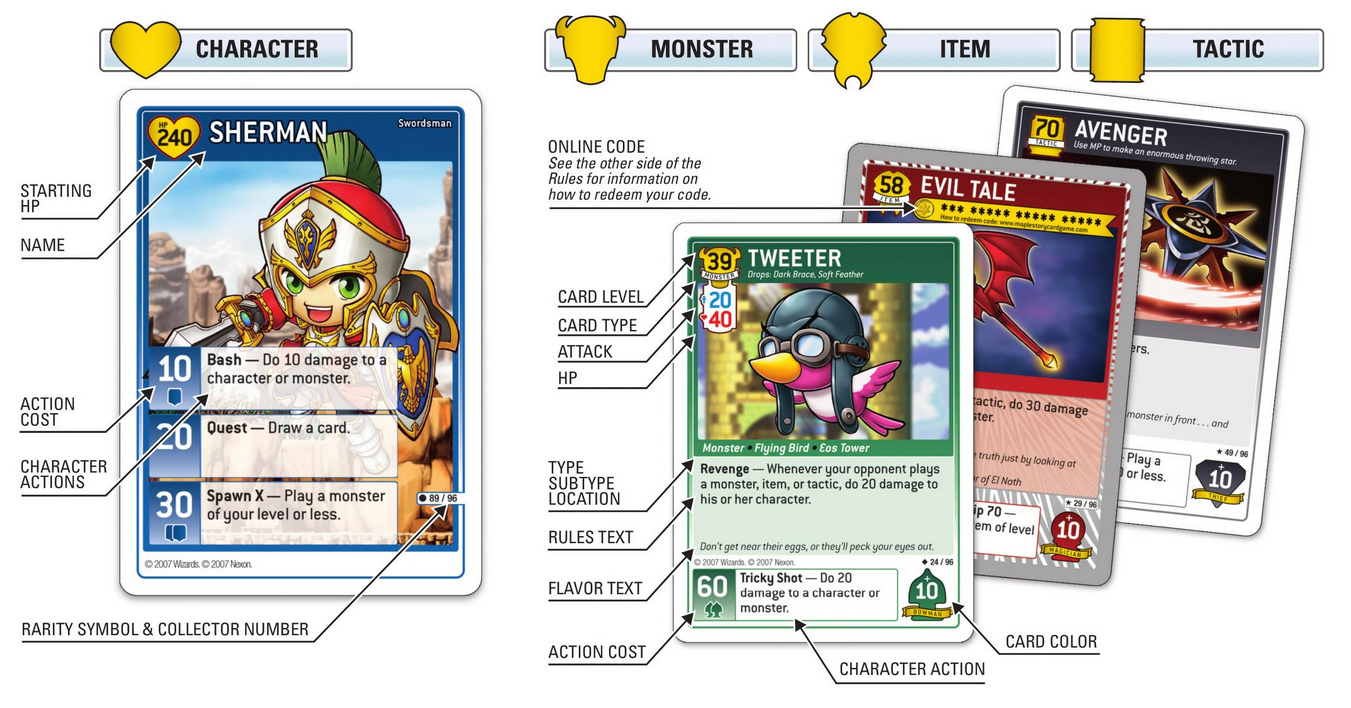 CHARACTER
HP
240
SHERMAN
Swordsman
STARTING
HP
NAME
10
Bash — Do 10 damage to a
character or monster.
ACTION
COST
20
Quest — Draw a card.
CHARACTER
ACTIONS
30
Spawn X — Play a monster
of your level or less.
● 89 / 96
© 2007 Wizards. © 2007 Nexon.
RARITY SYMBOL & COLLECTOR NUMBER
MONSTER
ITEM
TACTIC
ONLINE CODE
See the other side of the
Rules for information on
how to redeem your code.
70
TACTIC
AVENGER
Use MP to make an enormous throwing star.
ers.
monster in front . . . and
★ 49 / 96
Play a
or less.
+
10
THIEF
58
ITEM
EVIL TALE
*** ***** ***** *****
How to redeem code: www.maplestorycardgame.com
tactic, do 30 damage
ster.
e truth just by looking at
r of El Nath
★ 29 / 96
ip 70 —
em of level
+
10
MAGICIAN
39
MONSTER
TWEETER
Drops: Dark Brace, Soft Feather
20
40
CARD LEVEL
CARD TYPE
ATTACK
HP
Monster • Flying Bird • Eos Tower
TYPE
SUBTYPE
LOCATION
Revenge — Whenever your opponent plays
a monster, item, or tactic, do 20 damage to
his or her character.
RULES TEXT
Don't get near their eggs, or they'll peck your eyes out.
© 2007 Wizards. © 2007 Nexon.
◆ 24 / 96
FLAVOR TEXT
60
Tricky Shot — Do 20
damage to a character or
monster.
+
10
BOWMAN
ACTION COST
CHARACTER ACTION
CARD COLOR